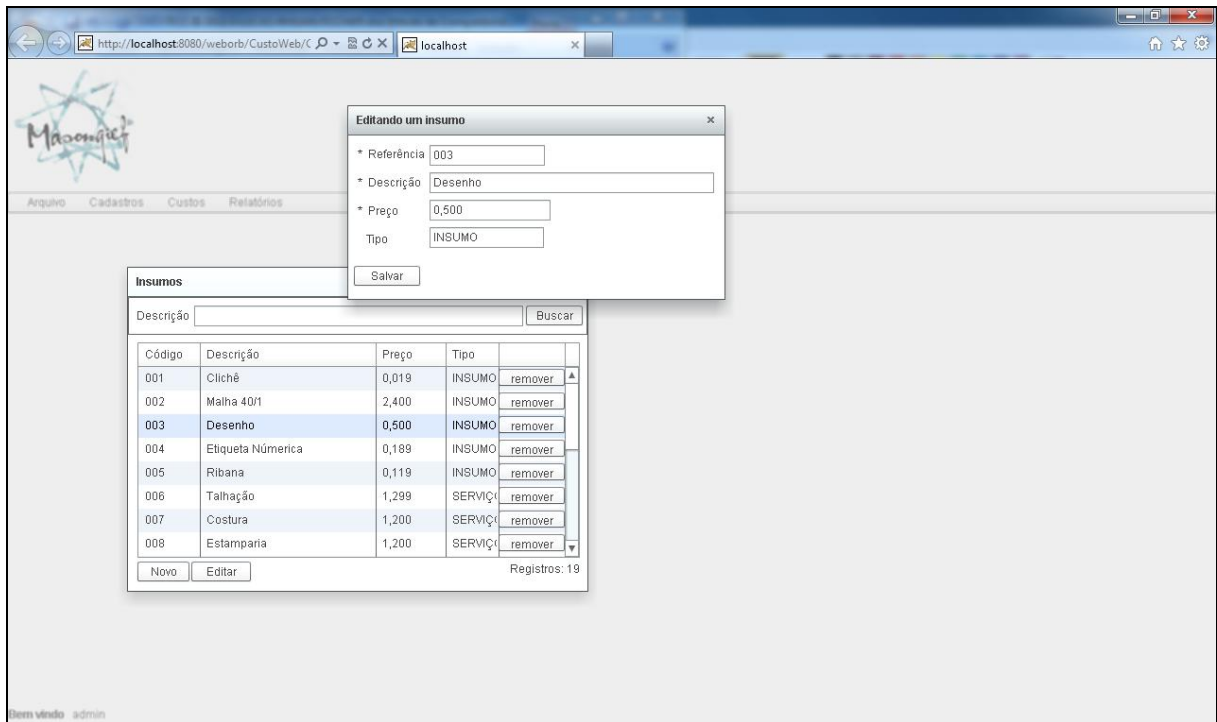 http://localhost:8080/weborb/CustoWeb/C
localhost
Masongift
Arquivo Cadastros Custos Relatórios
Editando um insumo
* Referência 003
* Descrição Desenho
* Preço 0,500
Tipo INSUMO
Salvar
Insumos
Descrição Buscar
Código Descrição Preço Tipo
001 Clichê 0,019 INSUMO remover
002 Malha 40/1 2,400 INSUMO remover
003 Desenho 0,500 INSUMO remover
004 Etiqueta Númerica 0,189 INSUMO remover
005 Ribana 0,119 INSUMO remover
006 Talhação 1,299 SERVIÇ remover
007 Costura 1,200 SERVIÇ remover
008 Estamparia 1,200 SERVIÇ remover
Novo Editar Registros: 19
Bem vindo admin